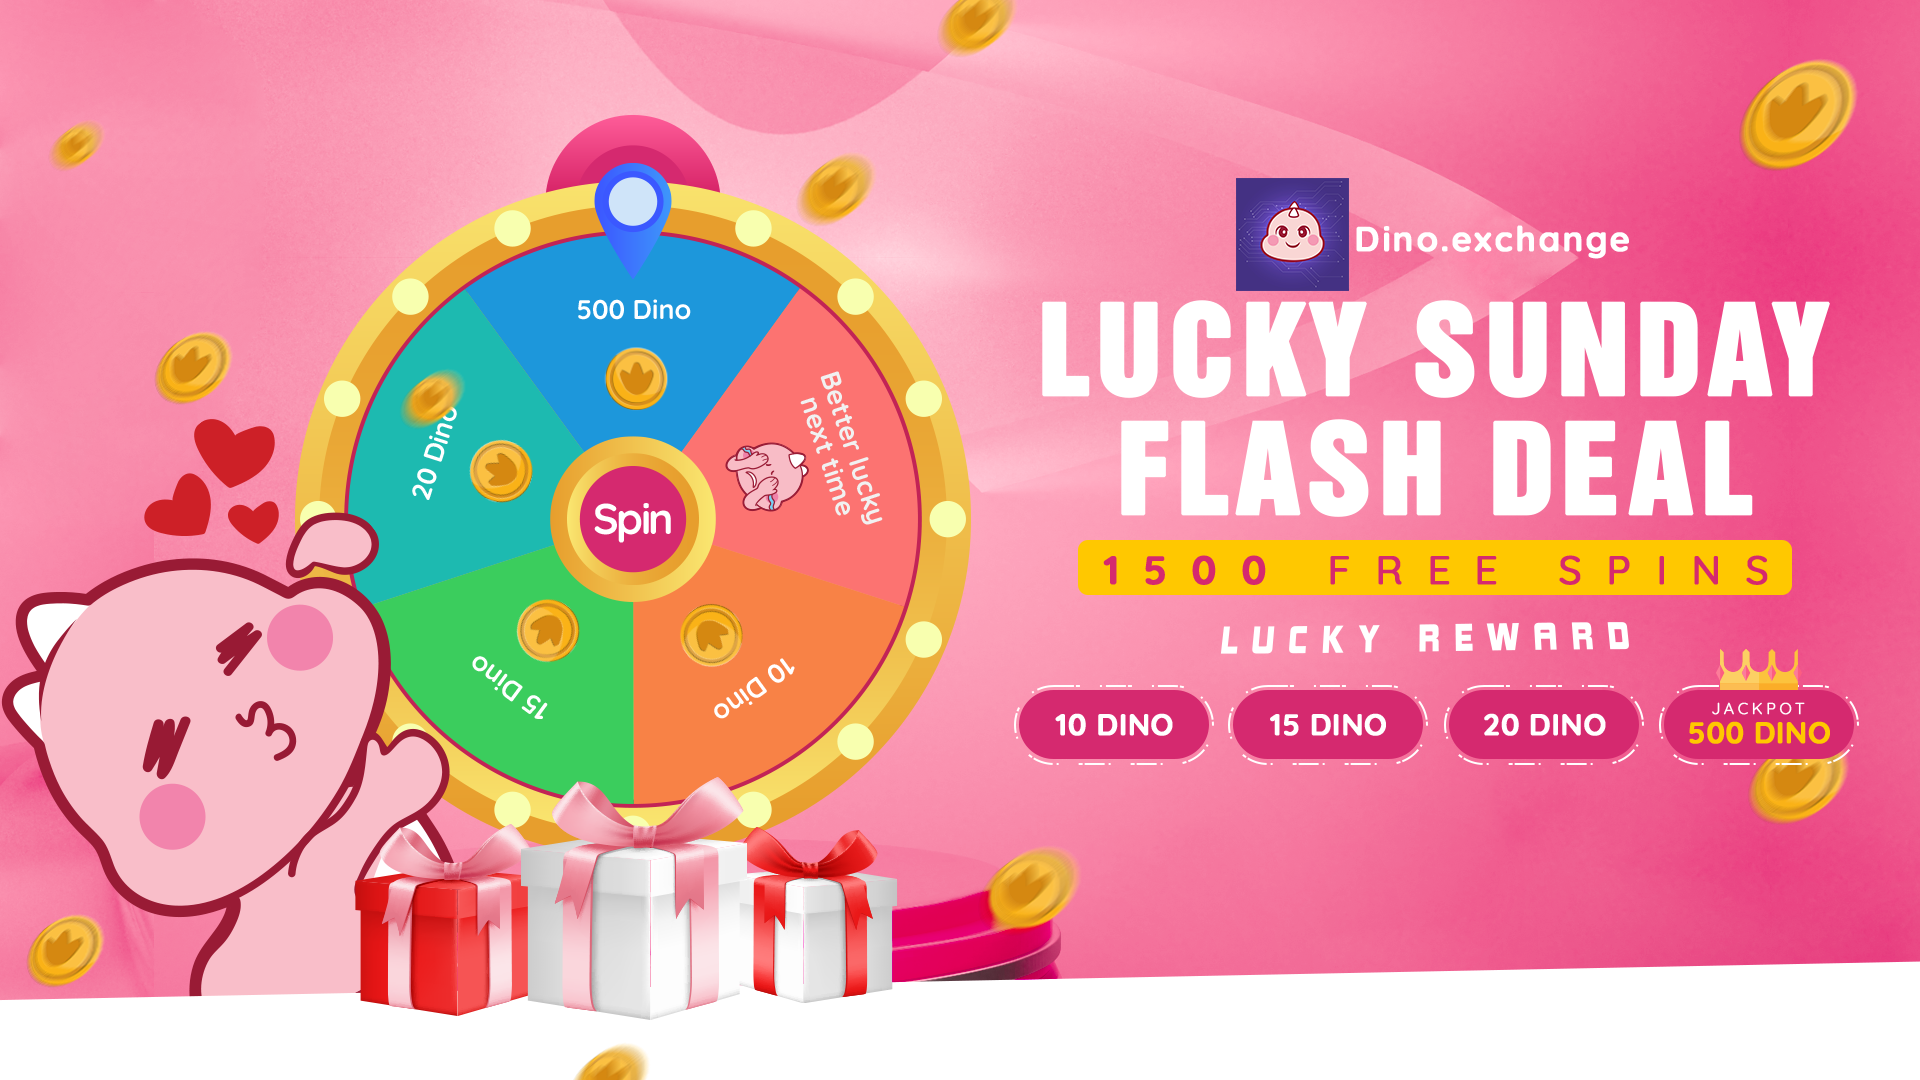 500 Dino
Better lucky
next time
20 Dino
Spin
15 Dino
10 Dino
Dino.exchange
LUCKY SUNDAY
FLASH DEAL
1500 FREE SPINS
LUCKY REWARD
10 DINO
15 DINO
20 DINO
JACKPOT
500 DINO